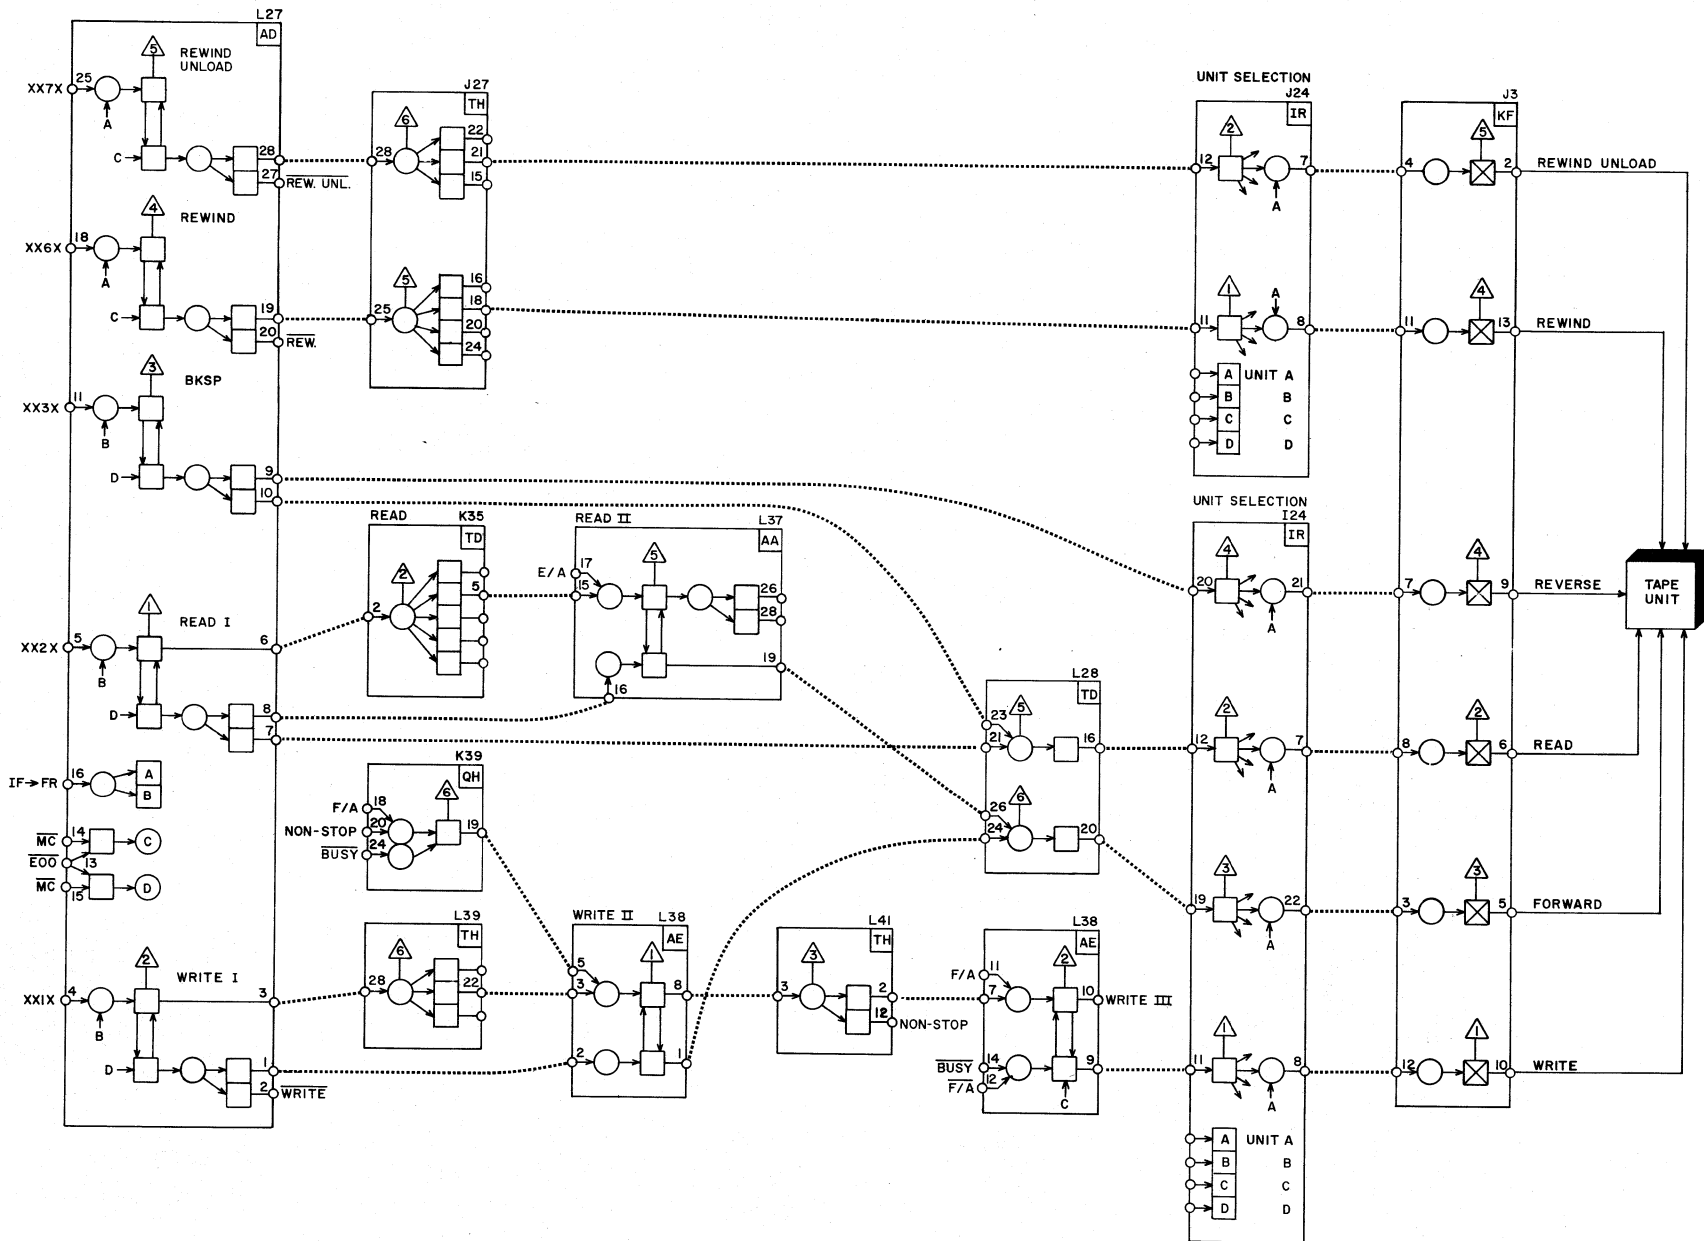 L27
AD
5
REWIND
UNLOAD
XX7X
25
A
C
28
27
REW. UNL.
4
REWIND
XX6X
18
A
C
19
20
REW.
3
BKSP
XX3X
11
B
D
9
10
1
READ I
XX2X
5
B
6
D
8
7
IF→FR
16
A
B
MC
14
C
EOO
13
MC
15
D
2
WRITE I
XX1X
4
B
3
D
1
2
WRITE
J27
TH
6
28
22
21
15
5
25
16
18
20
24
READ
K35
TD
2
2
5
READ II
L37
AA
E/A
17
15
5
26
28
16
19
K39
QH
F/A
18
NON-STOP
20
BUSY
24
6
19
L39
TH
6
28
22
WRITE II
L38
AE
5
3
1
8
2
1
L41
TH
3
3
2
12
NON-STOP
L28
TD
23
21
5
16
26
24
6
20
L38
AE
F/A
11
7
2
10
WRITE III
BUSY
14
F/A
12
9
C
UNIT SELECTION
J24
IR
2
12
7
A
1
A
11
8
A
UNIT A
B
B
C
C
D
D
UNIT SELECTION
I24
IR
4
20
21
A
2
12
7
A
3
19
22
A
1
11
8
A
A
UNIT A
B
B
C
C
D
D
J3
KF
5
4
2
REWIND UNLOAD
4
11
13
REWIND
4
7
9
REVERSE
2
8
6
READ
3
3
5
FORWARD
1
12
10
WRITE
TAPE
UNIT